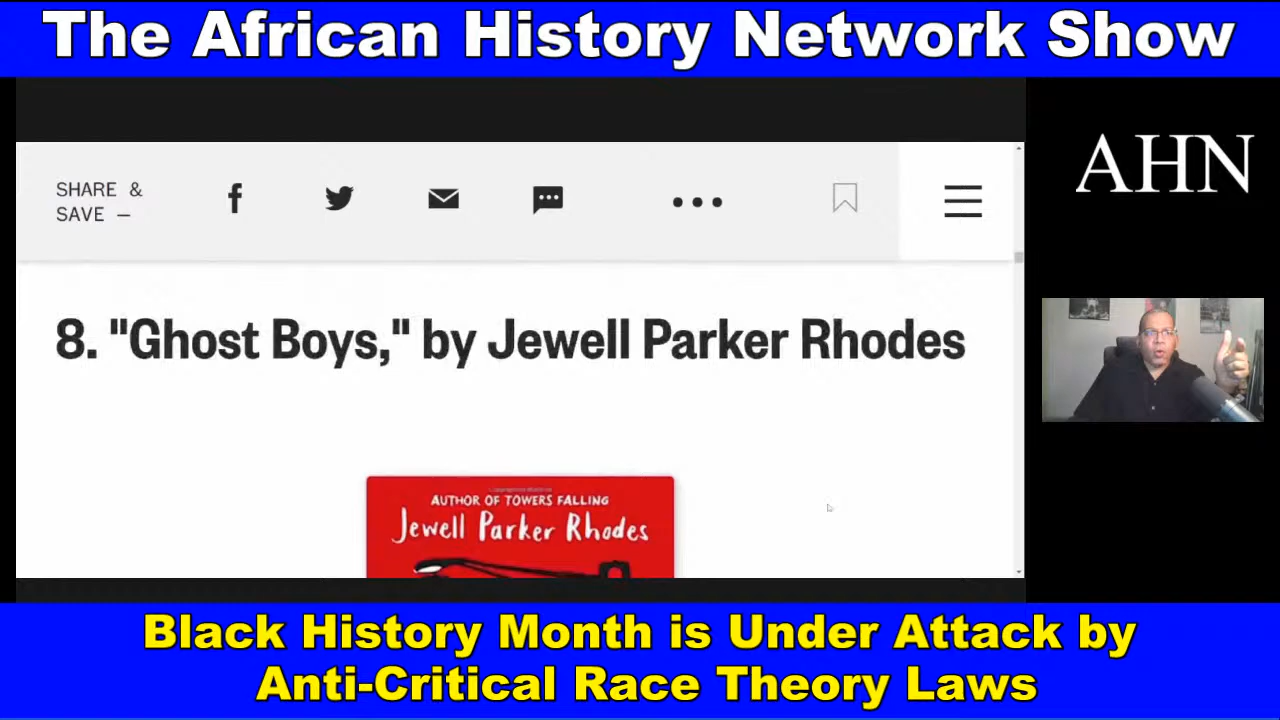 The African History Network Show
AHN
SHARE &
SAVE —
8. "Ghost Boys," by Jewell Parker Rhodes
AUTHOR OF TOWERS FALLING
Jewell Parker Rhodes
Black History Month is Under Attack by
Anti-Critical Race Theory Laws